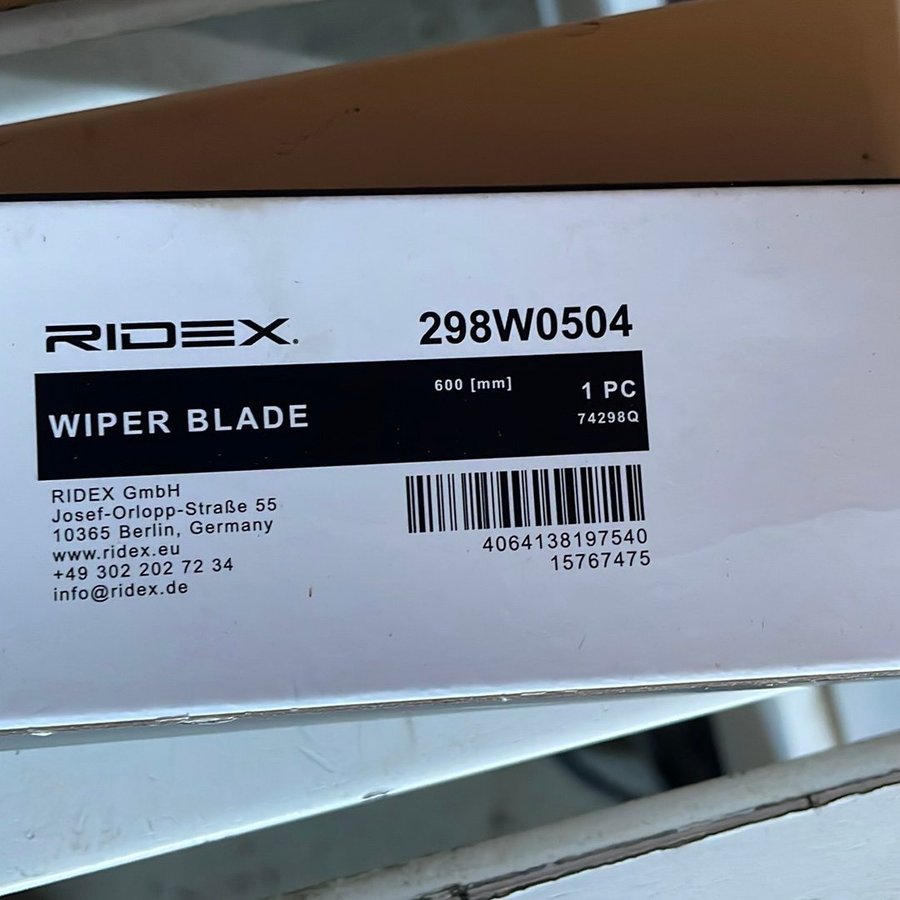 RIDEX.
298W0504
WIPER BLADE
600 [mm]
1 PC
74298Q
RIDEX GmbH
Josef-Orlopp-Straße 55
10365 Berlin, Germany
www.ridex.eu
+49 302 202 72 34
info@ridex.de
4064138197540
15767475